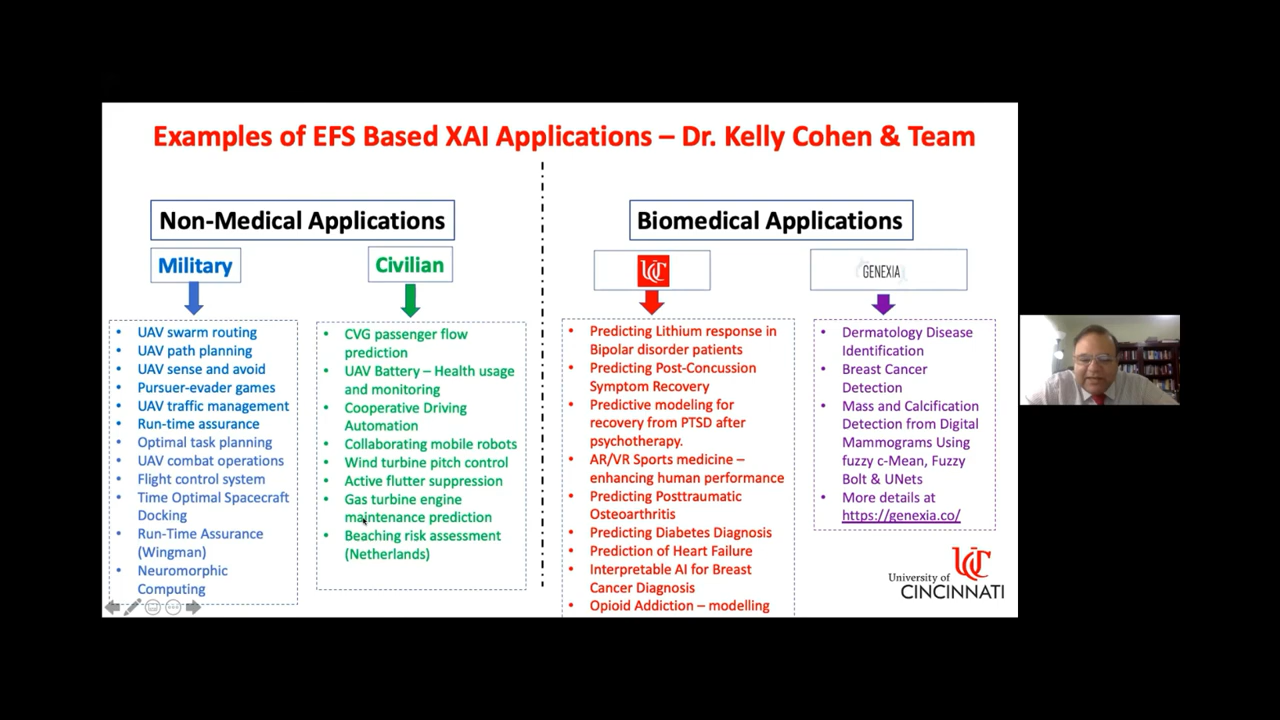 Examples of EFS Based XAI Applications – Dr. Kelly Cohen & Team
Non-Medical Applications
Military
UAV swarm routing
UAV path planning
UAV sense and avoid
Pursuer-evader games
UAV traffic management
Run-time assurance
Optimal task planning
UAV combat operations
Flight control system
Time Optimal Spacecraft
Docking
Run-Time Assurance
(Wingman)
Neuromorphic
Computing
Civilian
CVG passenger flow
prediction
UAV Battery – Health usage
and monitoring
Cooperative Driving
Automation
Collaborating mobile robots
Wind turbine pitch control
Active flutter suppression
Gas turbine engine
maintenance prediction
Beaching risk assessment
(Netherlands)
Biomedical Applications
UC
Predicting Lithium response in
Bipolar disorder patients
Predicting Post-Concussion
Symptom Recovery
Predictive modeling for
recovery from PTSD after
psychotherapy.
AR/VR Sports medicine –
enhancing human performance
Predicting Posttraumatic
Osteoarthritis
Predicting Diabetes Diagnosis
Prediction of Heart Failure
Interpretable AI for Breast
Cancer Diagnosis
Opioid Addiction – modelling
GENEXIA
Dermatology Disease
Identification
Breast Cancer
Detection
Mass and Calcification
Detection from Digital
Mammograms Using
fuzzy c-Mean, Fuzzy
Bolt & UNets
More details at
https://genexia.co/
UC
University of
CINCINNATI